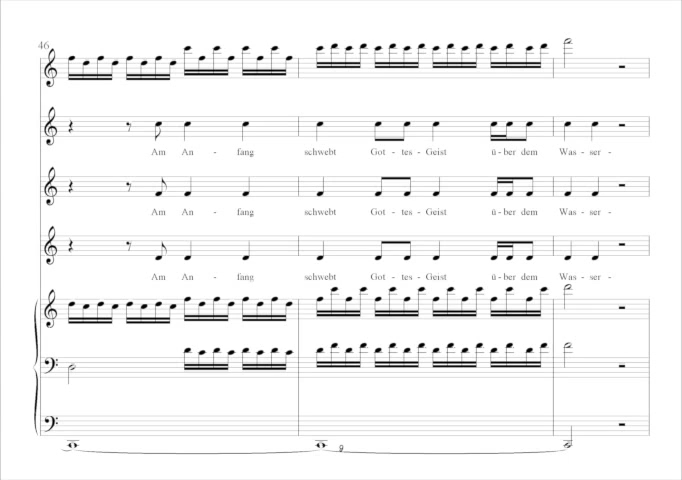 46
Am An - fang schwebt Got - tes- Geist ü - ber dem Was - ser -
Am An - fang schwebt Got - tes- Geist ü - ber dem Was - ser -
Am An - fang schwebt Got - tes- Geist ü - ber dem Was - ser -
9